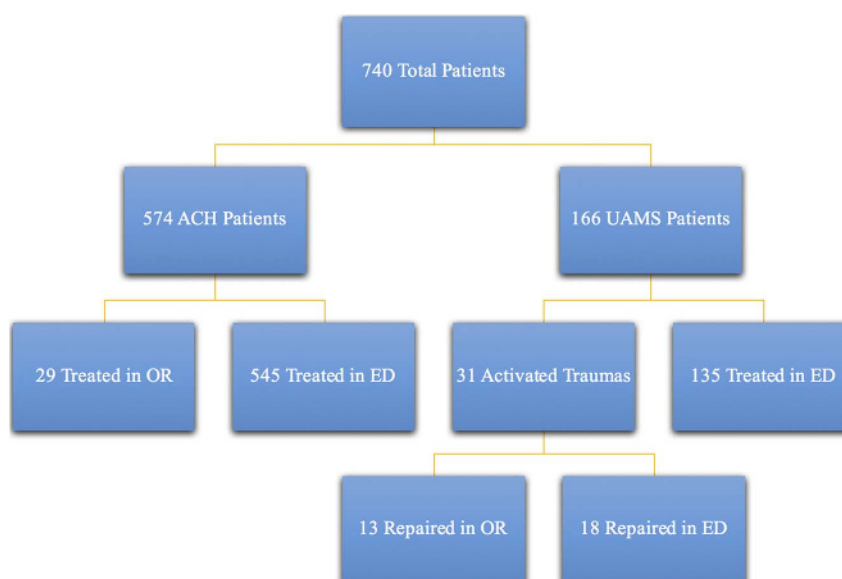 740 Total Patients
574 ACH Patients
166 UAMS Patients
29 Treated in OR
545 Treated in ED
31 Activated Traumas
135 Treated in ED
13 Repaired in OR
18 Repaired in ED